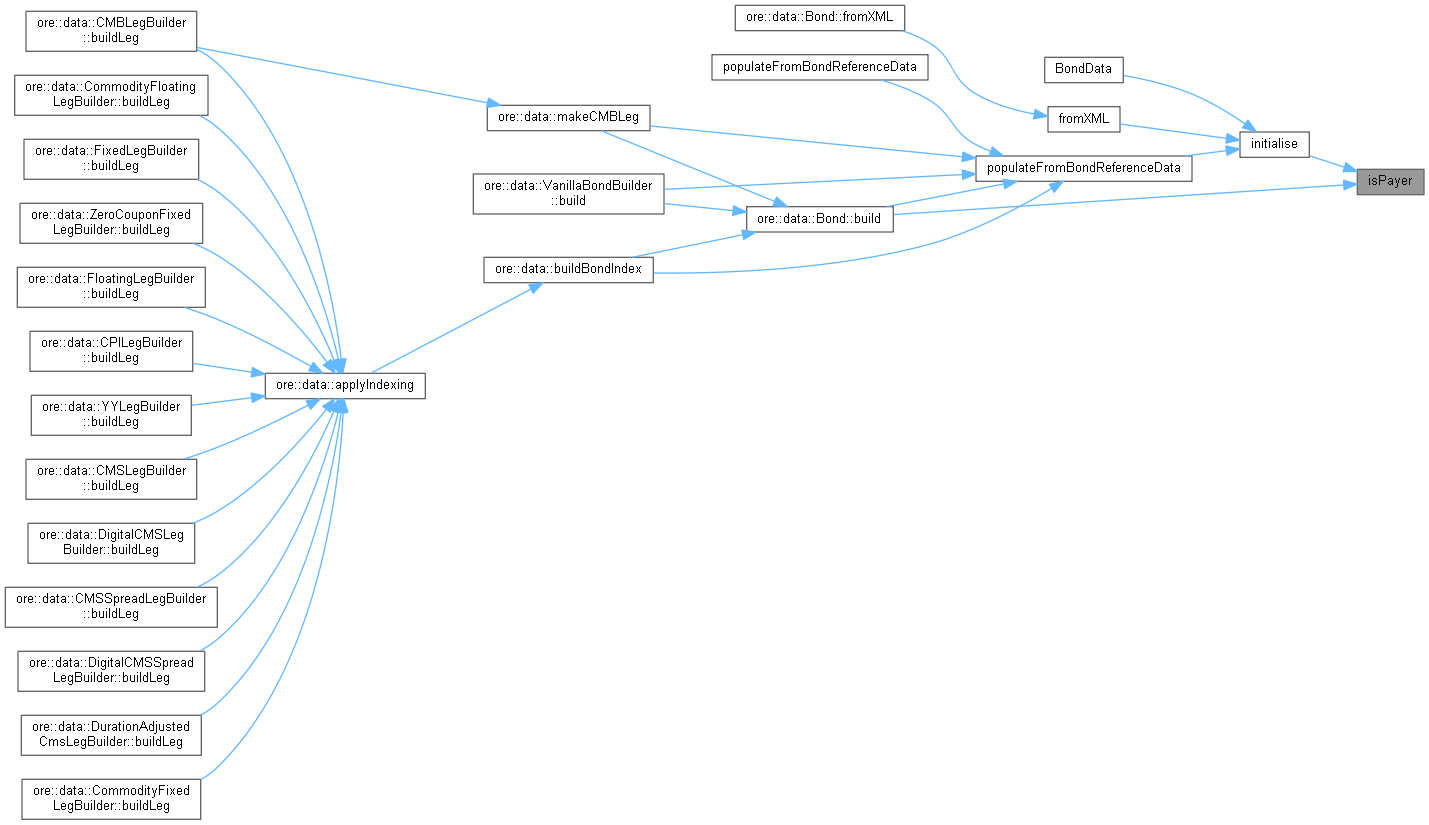 ore::data::CMBLegBuilder
::buildLeg
ore::data::CommodityFloating
LegBuilder::buildLeg
ore::data::FixedLegBuilder
::buildLeg
ore::data::ZeroCouponFixed
LegBuilder::buildLeg
ore::data::FloatingLegBuilder
::buildLeg
ore::data::CPILegBuilder
::buildLeg
ore::data::YYLegBuilder
::buildLeg
ore::data::CMSLegBuilder
::buildLeg
ore::data::DigitalCMSLeg
Builder::buildLeg
ore::data::CMSSpreadLegBuilder
::buildLeg
ore::data::DigitalCMSSpread
LegBuilder::buildLeg
ore::data::DurationAdjusted
CmsLegBuilder::buildLeg
ore::data::CommodityFixed
LegBuilder::buildLeg
ore::data::applyIndexing
ore::data::makeCMBLeg
ore::data::VanillaBondBuilder
::build
ore::data::buildBondIndex
ore::data::Bond::fromXML
populateFromBondReferenceData
ore::data::Bond::build
BondData
fromXML
populateFromBondReferenceData
initialise
isPayer